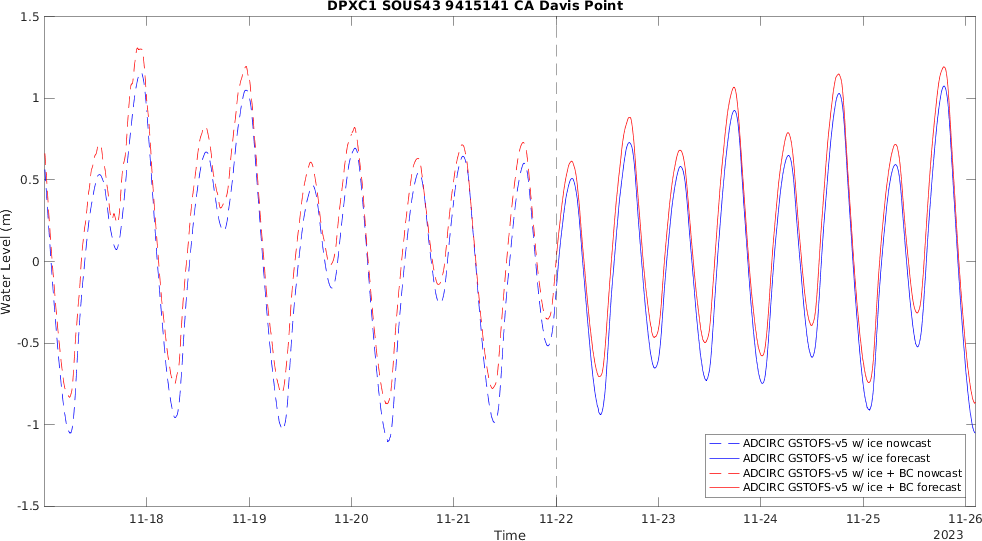 DPXC1 SOUS43 9415141 CA Davis Point
1.5
1
0.5
0
-0.5
-1
-1.5
Water Level (m)
ADCIRC GSTOFS-v5 w/ ice nowcast
ADCIRC GSTOFS-v5 w/ ice forecast
ADCIRC GSTOFS-v5 w/ ice + BC nowcast
ADCIRC GSTOFS-v5 w/ ice + BC forecast
11-18 11-19 11-20 11-21 11-22 11-23 11-24 11-25 11-26
Time
2023